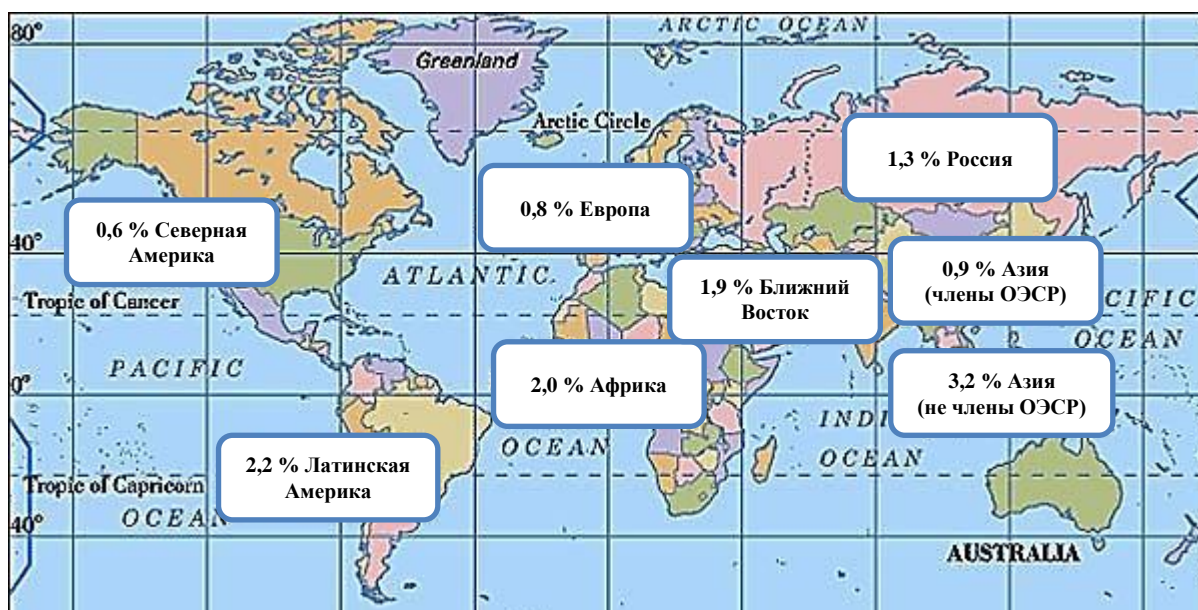 ARCTIC OCEAN
80°
Greenland
Arctic Circle
1,3 % Россия
0,8 % Европа
0,6 % Северная
Америка
40°
ATLANTIC
0,9 % Азия
(члены ОЭСР)
1,9 % Ближний
Восток
Tropic of Cancer
CIFIC
OCEAN
PACIFIC
0°
2,0 % Африка
3,2 % Азия
(не члены ОЭСР)
OCEAN
IND
OCEAN
2,2 % Латинская
Америка
Tropic of Capricorn
OCEAN
40°
AUSTRALIA